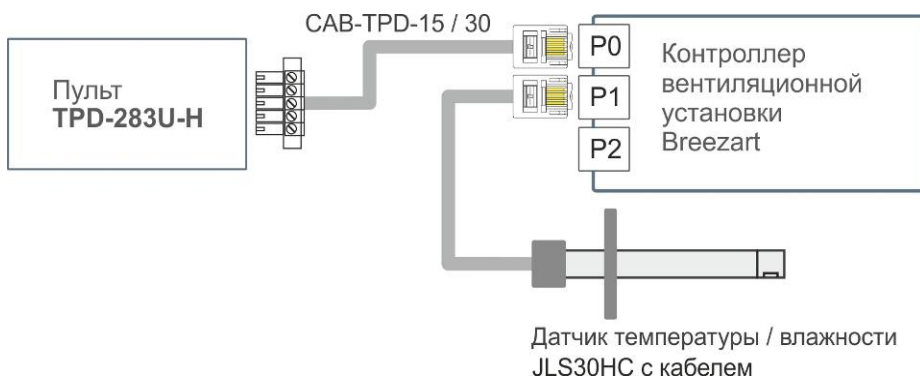 CAB-TPD-15 / 30
Пульт
TPD-283U-H
P0
P1
P2
Контроллер
вентиляционной
установки
Breezart
Датчик температуры / влажности
JLS30HC с кабелем